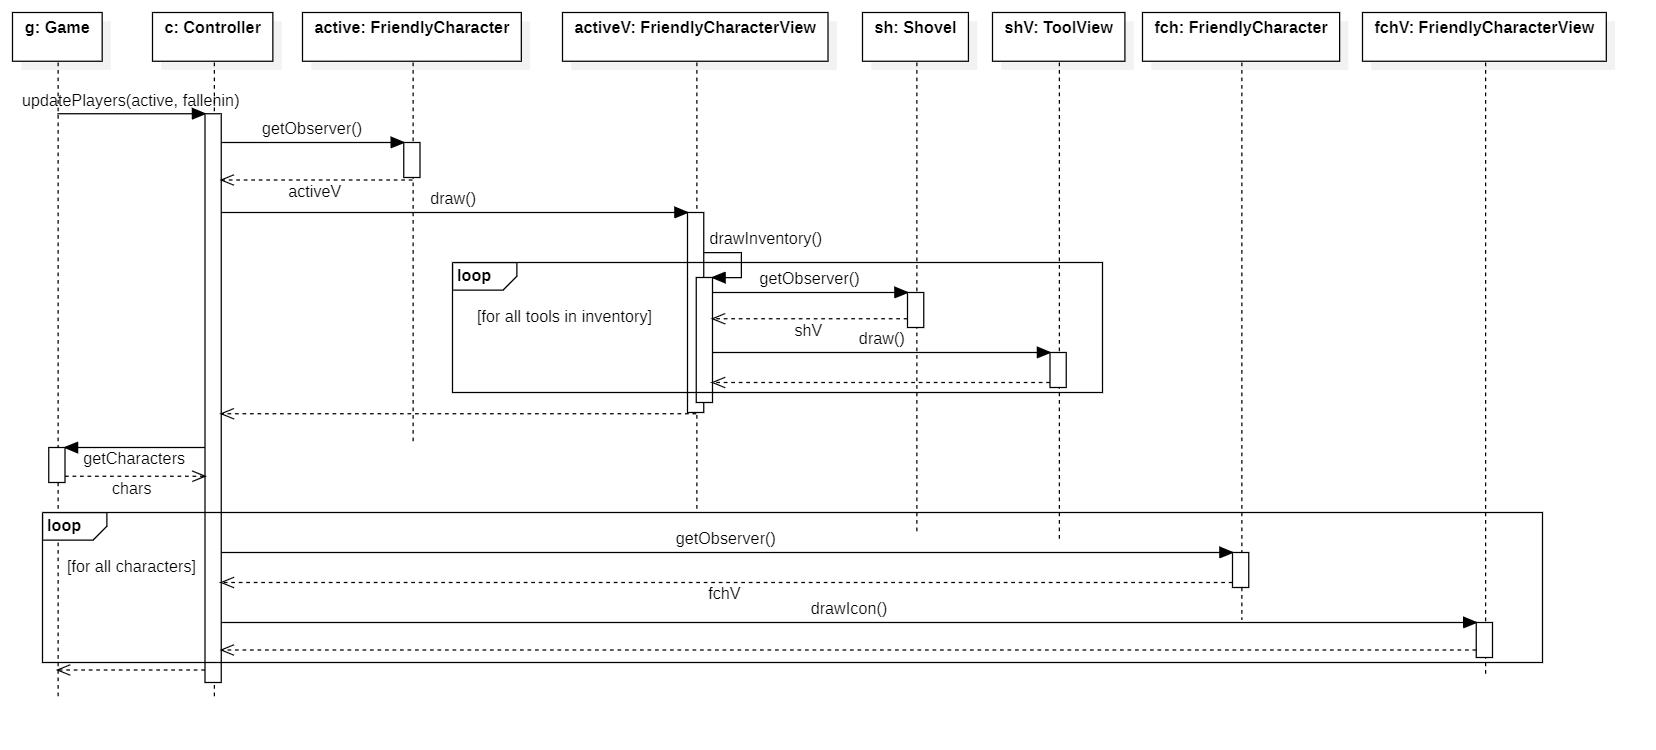 g: Game
c: Controller
active: FriendlyCharacter
activeV: FriendlyCharacterView
sh: Shovel
shV: ToolView
fch: FriendlyCharacter
fchV: FriendlyCharacterView
updatePlayers(active, fallenin)
getObserver()
activeV
draw()
drawInventory()
loop
getObserver()
[for all tools in inventory]
shV
draw()
getCharacters
chars
loop
getObserver()
[for all characters]
fchV
drawIcon()